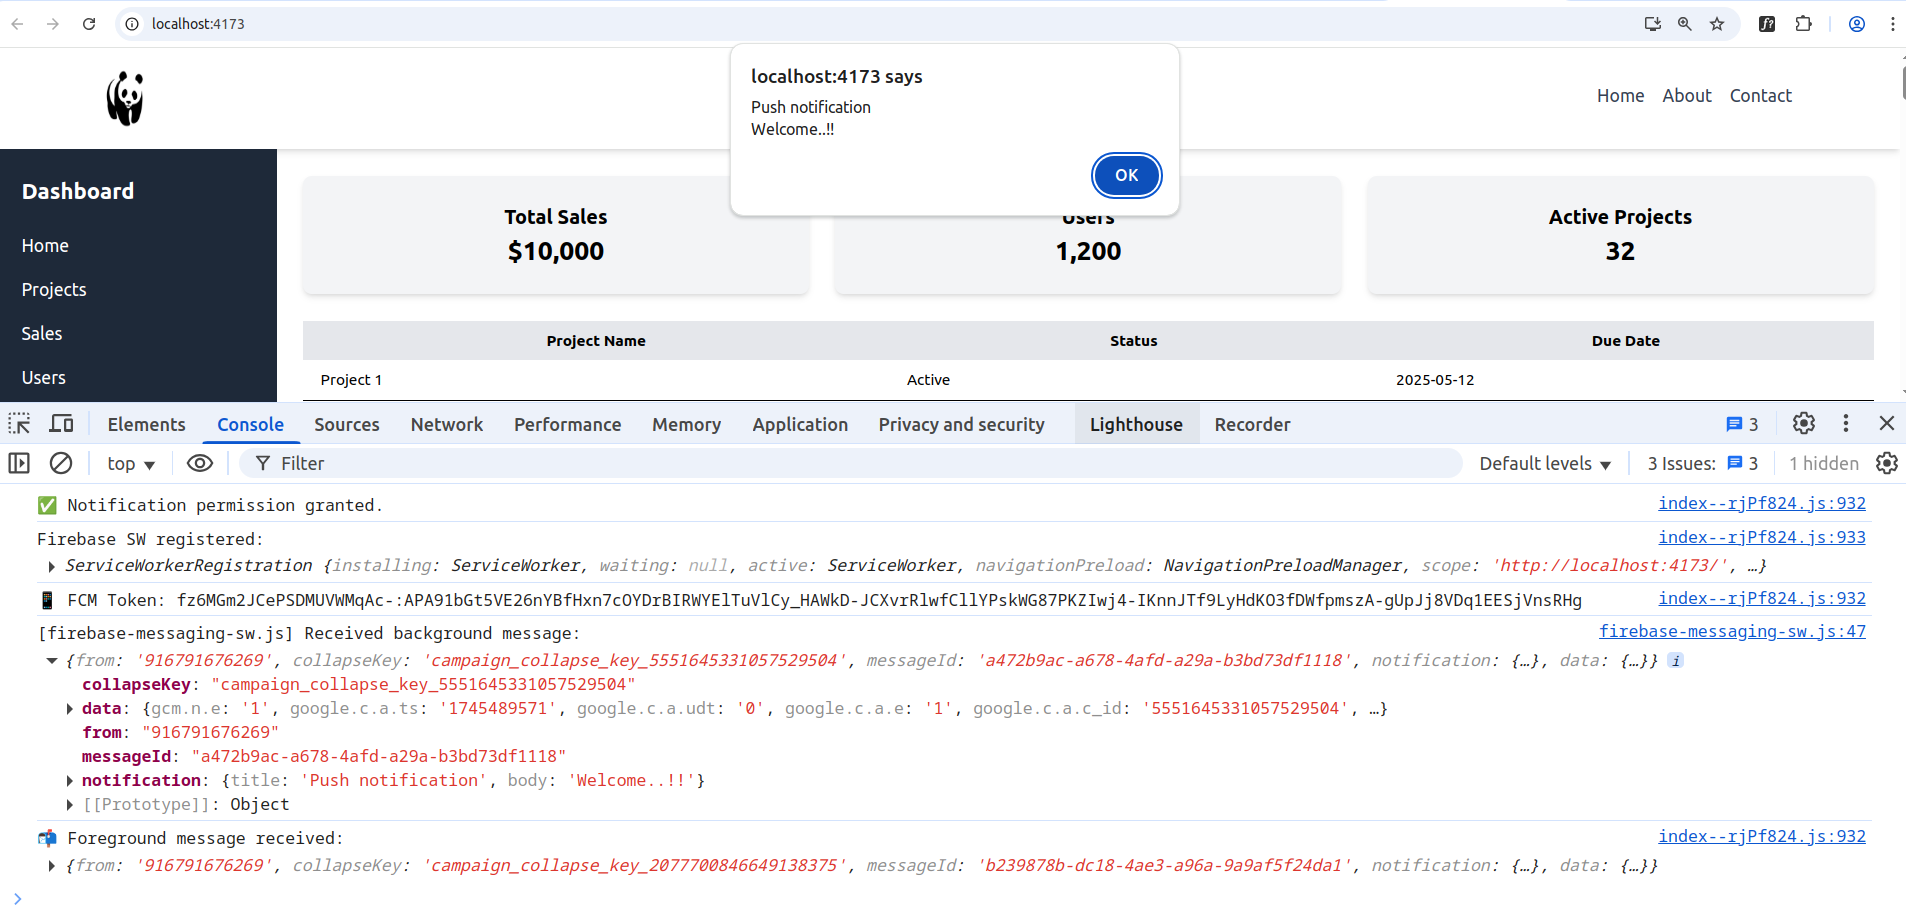 localhost:4173
localhost:4173 says
Push notification
Welcome..!!
OK
Home About Contact
Dashboard
Home
Projects
Sales
Users
Total Sales
$10,000
Users
1,200
Active Projects
32
Project Name Status Due Date
Project 1 Active 2025-05-12
Elements Console Sources Network Performance Memory Application Privacy and security Lighthouse Recorder 3
top Filter Default levels 3 Issues: 3 1 hidden
✅ Notification permission granted. index--rjPf824.js:932
Firebase SW registered: index--rjPf824.js:933
ServiceWorkerRegistration {installing: ServiceWorker, waiting: null, active: ServiceWorker, navigationPreload: NavigationPreloadManager, scope: 'http://localhost:4173/', …}
📱 FCM Token: fz6MGm2JCePSDMUVWMqAc-:APA91bGt5VE26nYBfHxn7cOYDrBIRWYElTuVlCy_HAWkD-JCXvrRlwfCllYPskWG87PKZIwj4-IKnnJTf9LyHdKO3fDWfpmszA-gUpJj8VDq1EESjVnsRHg index--rjPf824.js:932
[firebase-messaging-sw.js] Received background message: firebase-messaging-sw.js:47
{from: '916791676269', collapseKey: 'campaign_collapse_key_5551645331057529504', messageId: 'a472b9ac-a678-4afd-a29a-b3bd73df1118', notification: {…}, data: {…}} i
collapseKey: "campaign_collapse_key_5551645331057529504"
data: {gcm.n.e: '1', google.c.a.ts: '1745489571', google.c.a.udt: '0', google.c.a.e: '1', google.c.a.c_id: '5551645331057529504', …}
from: "916791676269"
messageId: "a472b9ac-a678-4afd-a29a-b3bd73df1118"
notification: {title: 'Push notification', body: 'Welcome..!!'}
[[Prototype]]: Object
📬 Foreground message received: index--rjPf824.js:932
{from: '916791676269', collapseKey: 'campaign_collapse_key_2077700846649138375', messageId: 'b239878b-dc18-4ae3-a96a-9a9af5f24da1', notification: {…}, data: {…}}